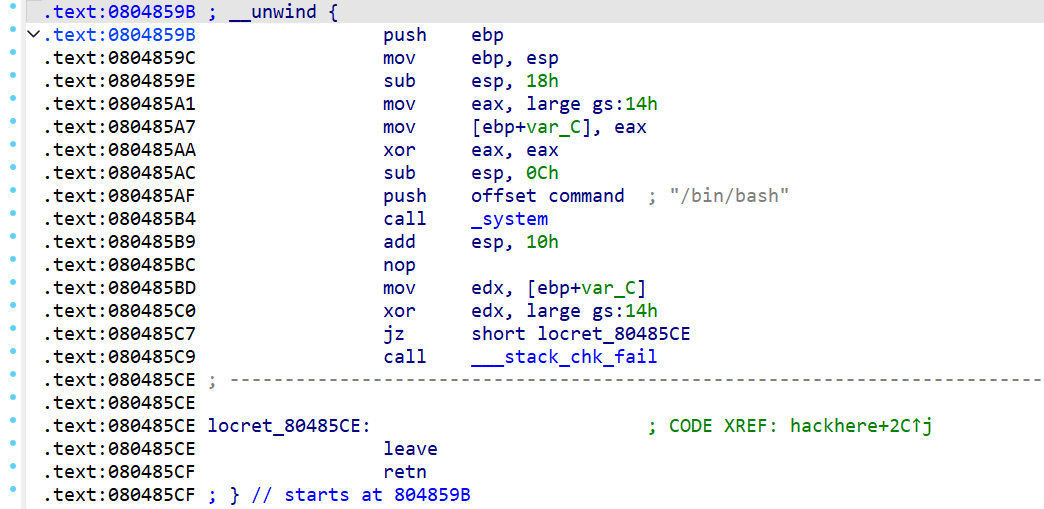 .text:0804859B ; __unwind {
.text:0804859B push ebp
.text:0804859C mov ebp, esp
.text:0804859E sub esp, 18h
.text:080485A1 mov eax, large gs:14h
.text:080485A7 mov [ebp+var_C], eax
.text:080485AA xor eax, eax
.text:080485AC sub esp, 0Ch
.text:080485AF push offset command ; "/bin/bash"
.text:080485B4 call _system
.text:080485B9 add esp, 10h
.text:080485BC nop
.text:080485BD mov edx, [ebp+var_C]
.text:080485C0 xor edx, large gs:14h
.text:080485C7 jz short locret_80485CE
.text:080485C9 call ___stack_chk_fail
.text:080485CE ; ---------------------------------------------------------------------------
.text:080485CE
.text:080485CE locret_80485CE: ; CODE XREF: hackhere+2C↑j
.text:080485CE leave
.text:080485CF retn
.text:080485CF ; } // starts at 804859B